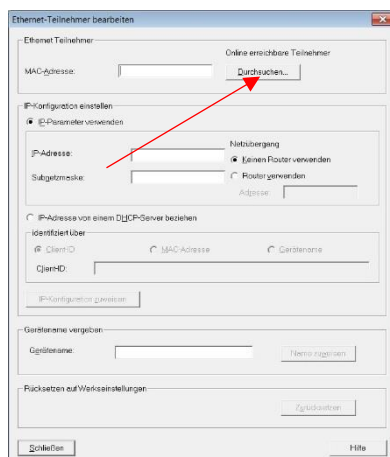 Ethernet-Teilnehmer bearbeiten
Ethernet Teilnehmer
Online erreichbare Teilnehmer
MAC-Adresse:
Durchsuchen...
IP-Konfiguration einstellen
IP-Parameter verwenden
Netzübergang
IP-Adresse:
Keinen Router verwenden
Subnetzmaske:
Router verwenden
Adresse:
IP-Adresse von einem DHCP-Server beziehen
identifiziert über
Client-ID
MAC-Adresse
Gerätename
Client-ID:
IP-Konfiguration zuweisen
Gerätename vergeben
Gerätename:
Name zuweisen
Rücksetzen auf Werkseinstellungen
Zurücksetzen
Schließen
Hilfe